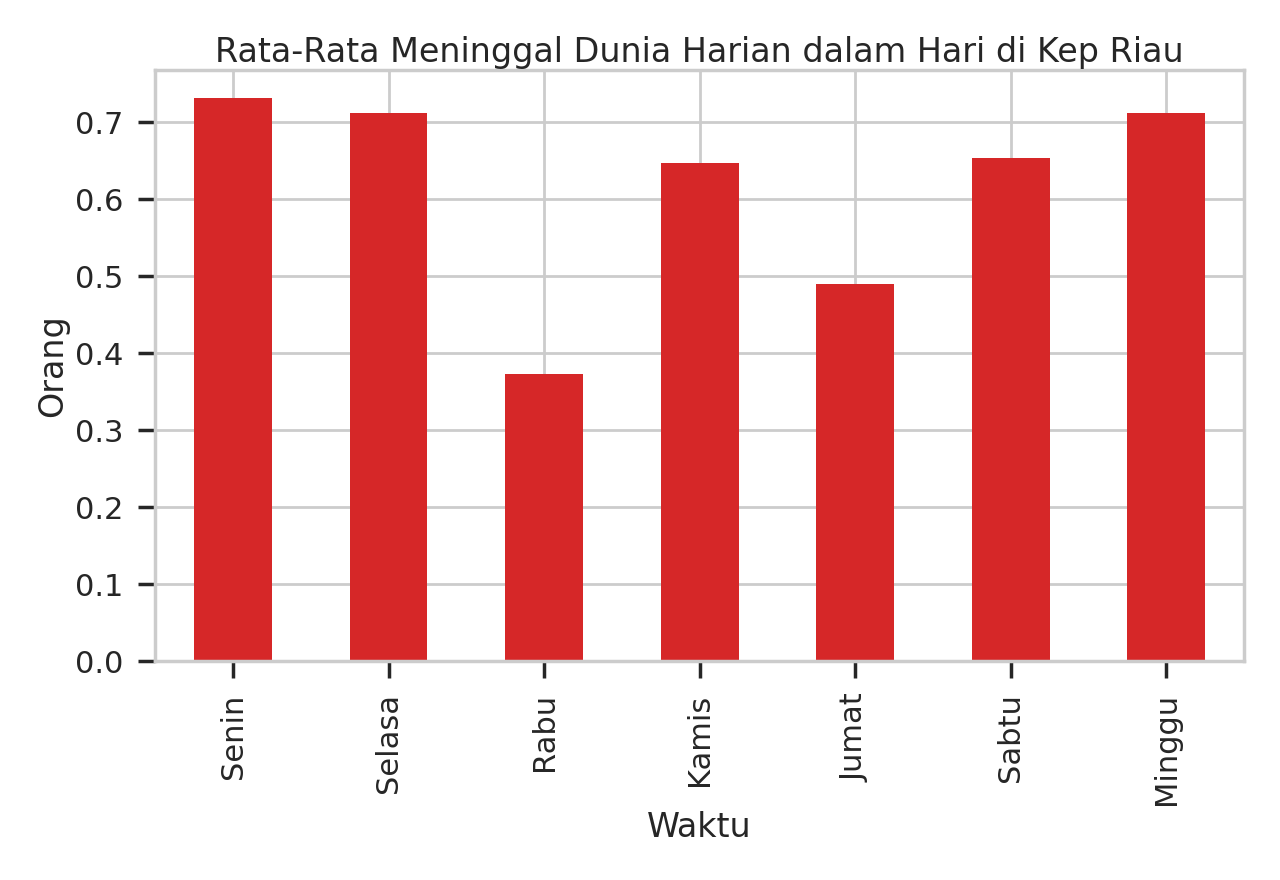 Rata-Rata Meninggal Dunia Harian dalam Hari di Kep Riau
Orang
0.7
0.6
0.5
0.4
0.3
0.2
0.1
0.0
Senin
Selasa
Rabu
Kamis
Jumat
Sabtu
Minggu
Waktu